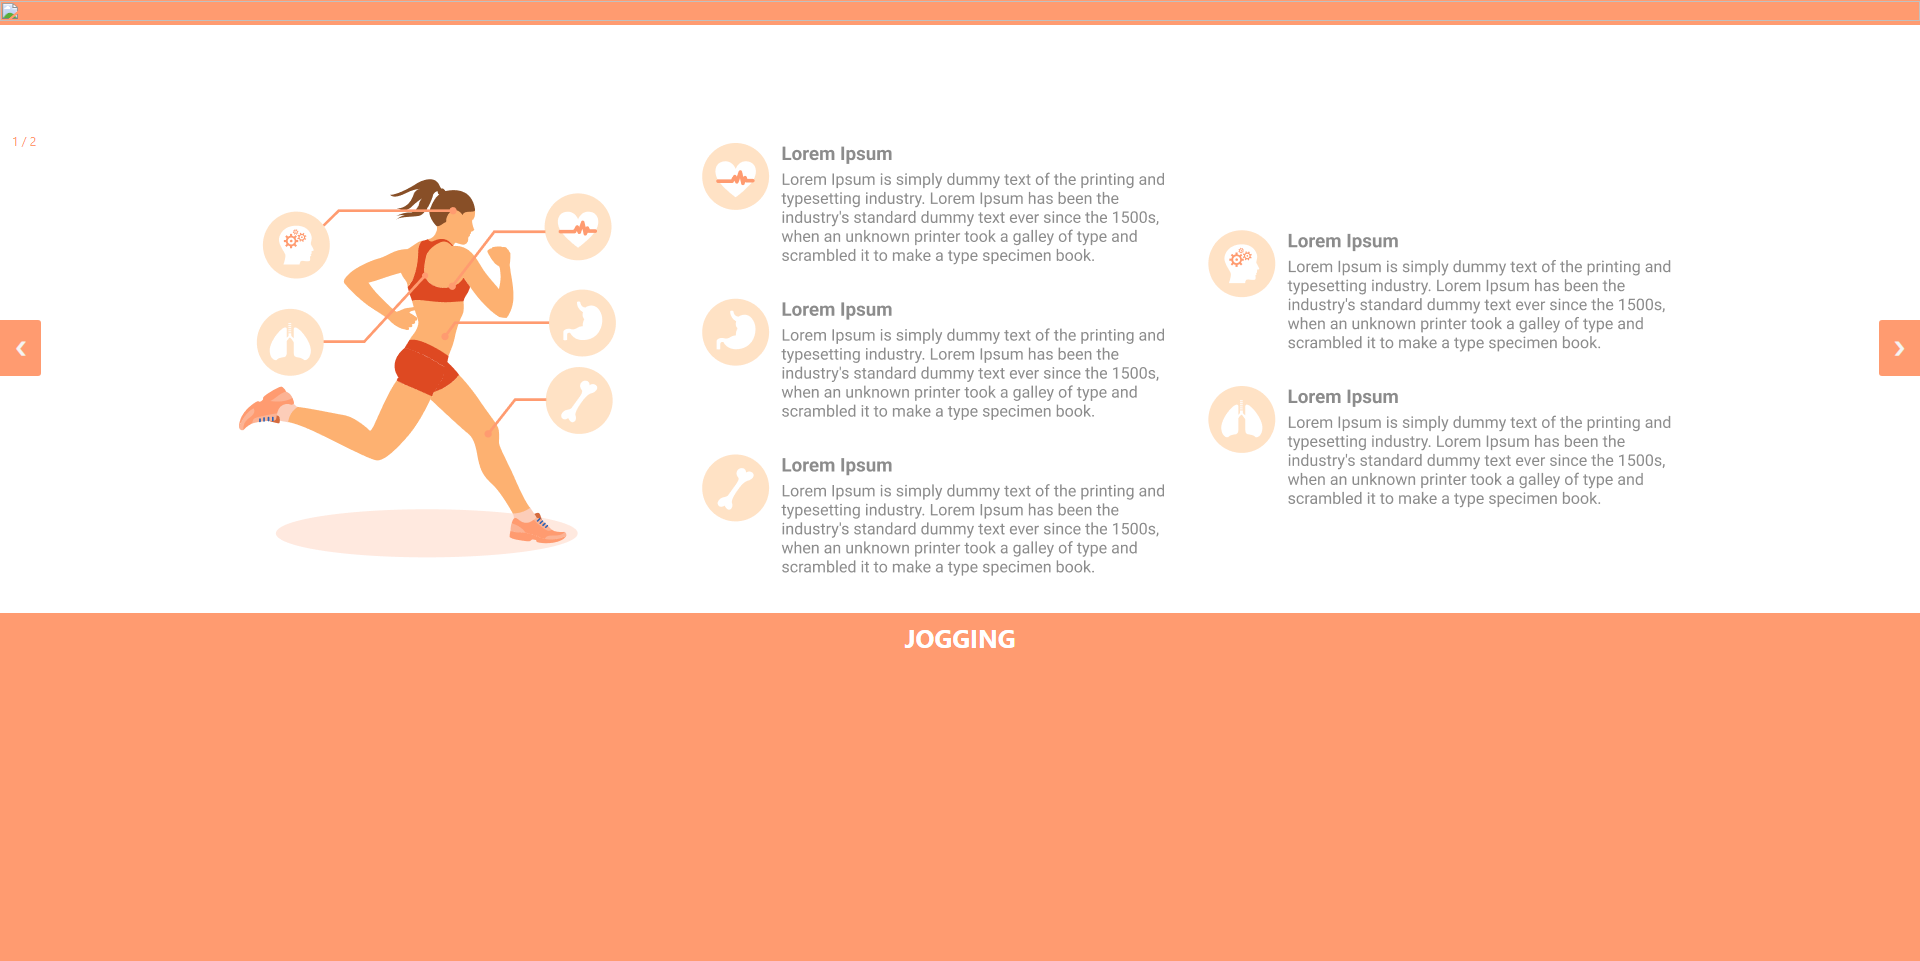 1 / 2
Lorem Ipsum
Lorem Ipsum is simply dummy text of the printing and
typesetting industry. Lorem Ipsum has been the
industry's standard dummy text ever since the 1500s,
when an unknown printer took a galley of type and
scrambled it to make a type specimen book.
Lorem Ipsum
Lorem Ipsum is simply dummy text of the printing and
typesetting industry. Lorem Ipsum has been the
industry's standard dummy text ever since the 1500s,
when an unknown printer took a galley of type and
scrambled it to make a type specimen book.
Lorem Ipsum
Lorem Ipsum is simply dummy text of the printing and
typesetting industry. Lorem Ipsum has been the
industry's standard dummy text ever since the 1500s,
when an unknown printer took a galley of type and
scrambled it to make a type specimen book.
Lorem Ipsum
Lorem Ipsum is simply dummy text of the printing and
typesetting industry. Lorem Ipsum has been the
industry's standard dummy text ever since the 1500s,
when an unknown printer took a galley of type and
scrambled it to make a type specimen book.
Lorem Ipsum
Lorem Ipsum is simply dummy text of the printing and
typesetting industry. Lorem Ipsum has been the
industry's standard dummy text ever since the 1500s,
when an unknown printer took a galley of type and
scrambled it to make a type specimen book.
JOGGING